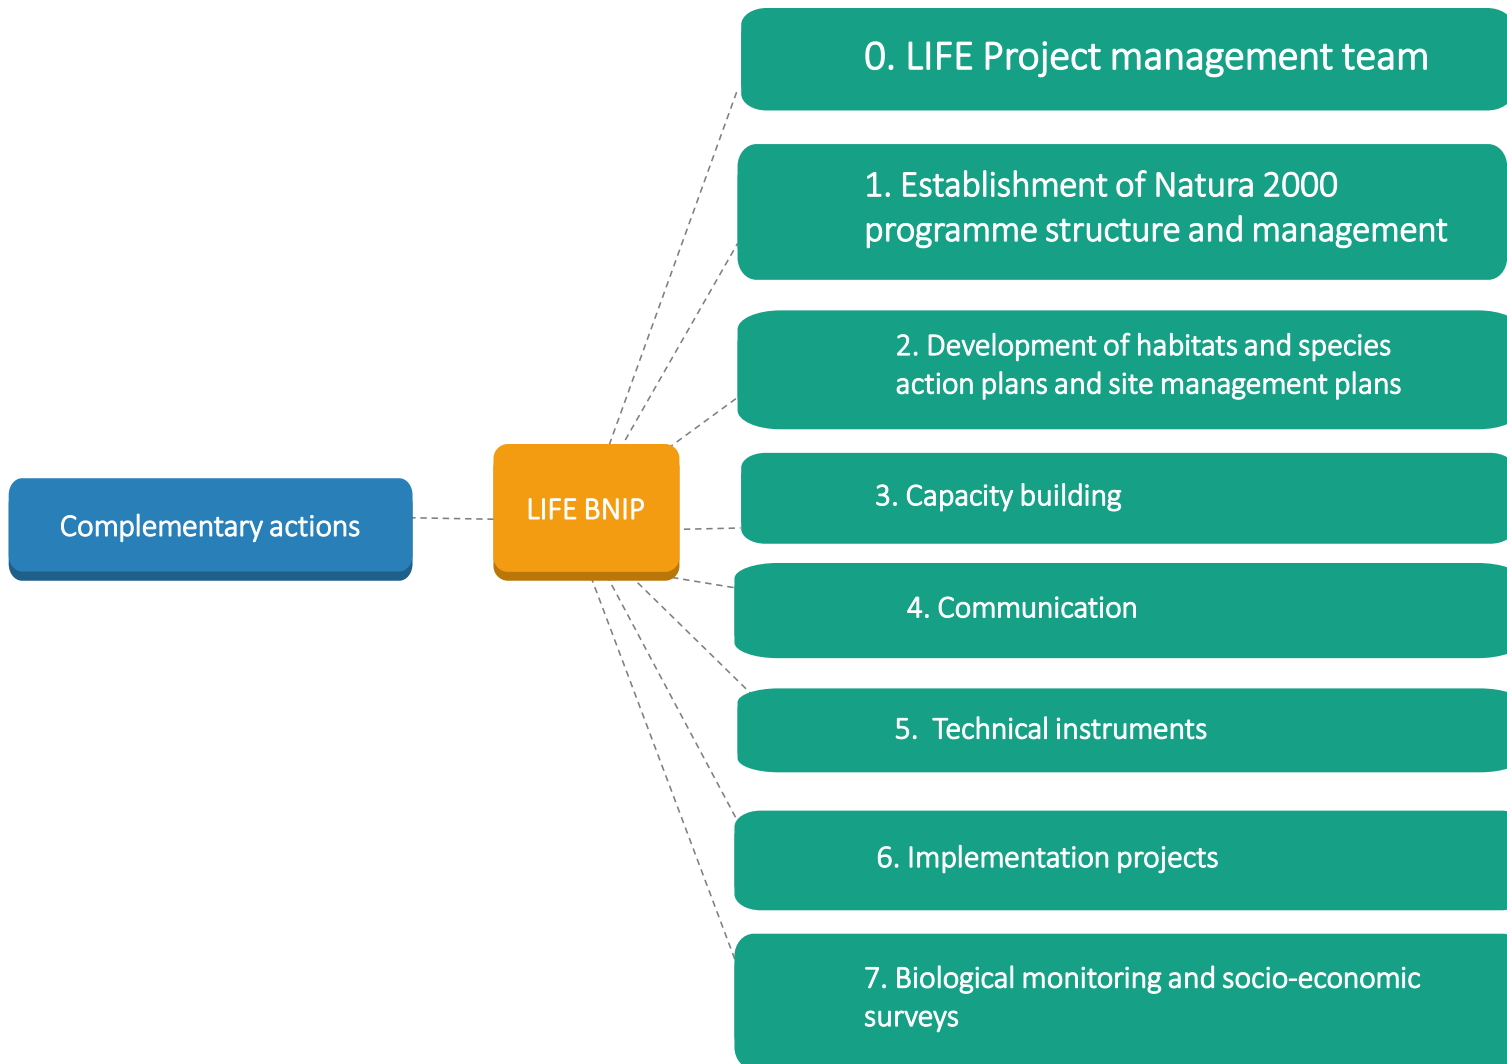 0. LIFE Project management team
1. Establishment of Natura 2000
programme structure and management
2. Development of habitats and species
action plans and site management plans
3. Capacity building
LIFE BNIP
Complementary actions
4. Communication
5.  Technical instruments
6. Implementation projects
7. Biological monitoring and socio-economic
surveys